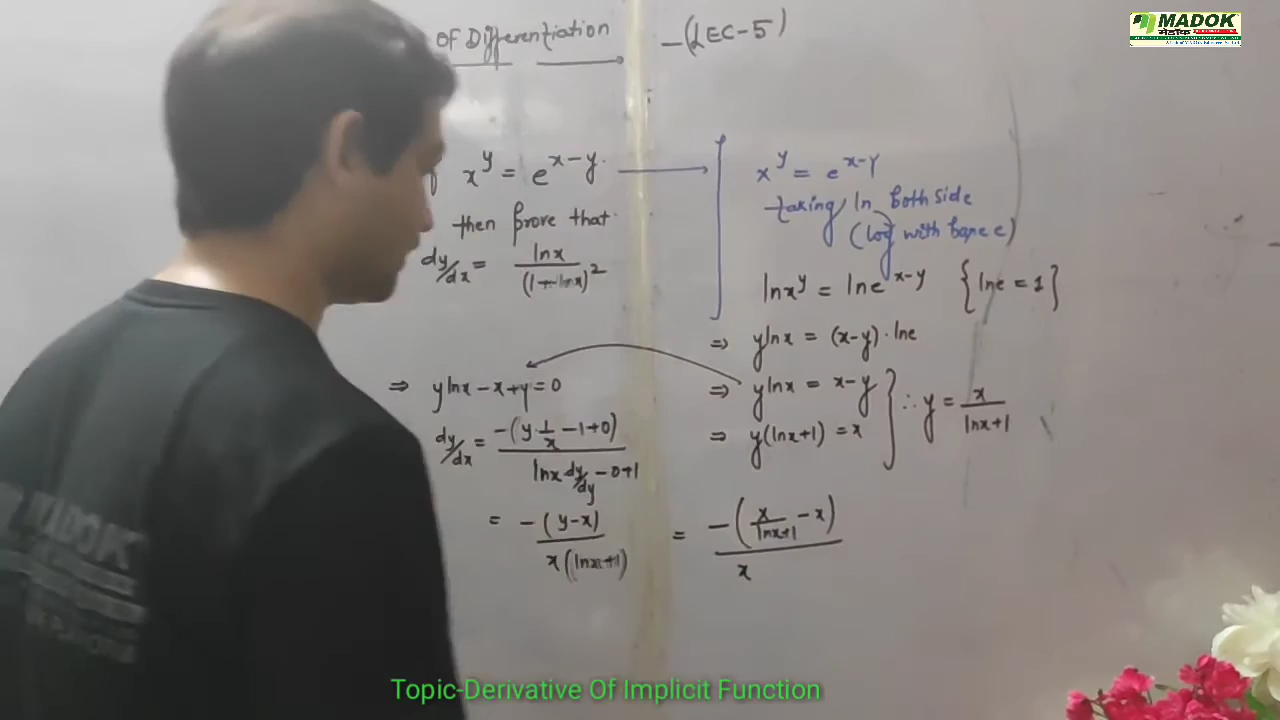 OF Differentiation —(LEC-5)
x^y = e^{x-y}
then prove that
dy/dx = lnx/(1+lnx)^2
x^y = e^{x-y}
taking ln both side
(log with base e)
lnx^y = lne^{x-y} {lne = 1}
⇒ ylnx = (x-y)·lne
⇒ ylnx = x-y
⇒ y(lnx+1) = x
∴ y = x/(lnx+1)
⇒ ylnx - x + y = 0
dy/dx = -(y·1/x - 1 + 0)/(lnx dy/dy - 0 + 1)
= -(y-x)/(x(lnx+1)) = -(x/(lnx+1) - x)/x
MADOK
MADOK
Topic-Derivative Of Implicit Function